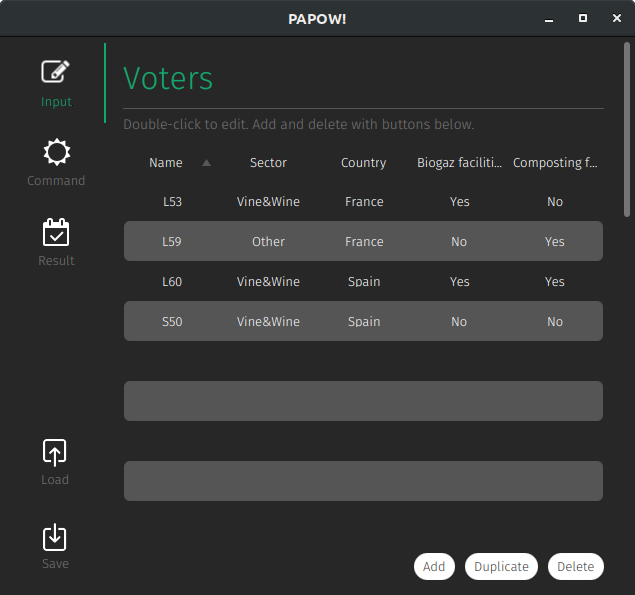 PAPOW!
Input
Command
Result
Load
Save
Voters
Double-click to edit. Add and delete with buttons below.
Name Sector Country Biogaz faciliti... Composting f...
L53 Vine&Wine France Yes No
L59 Other France No Yes
L60 Vine&Wine Spain Yes Yes
S50 Vine&Wine Spain No No
Add Duplicate Delete